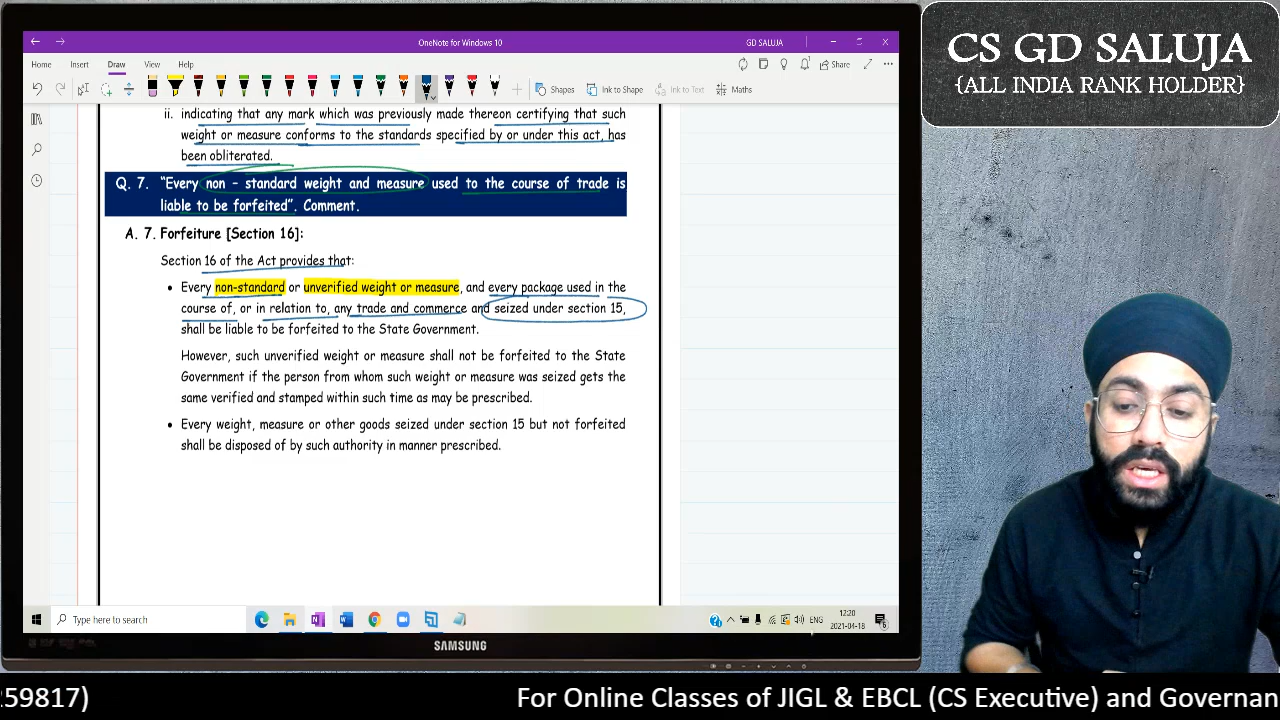 OneNote for Windows 10
GD SALUJA
Home
Insert
Draw
View
Help
Share
Shapes
Ink to Shape
Ink to Text
Maths
ii. indicating that any mark which was previously made thereon certifying that such
weight or measure conforms to the standards specified by or under this act, has
been obliterated.
Q. 7. “Every non – standard weight and measure used to the course of trade is
liable to be forfeited”. Comment.
A. 7. Forfeiture [Section 16]:
Section 16 of the Act provides that:
• Every non-standard or unverified weight or measure, and every package used in the
course of, or in relation to, any trade and commerce and seized under section 15,
shall be liable to be forfeited to the State Government.
However, such unverified weight or measure shall not be forfeited to the State
Government if the person from whom such weight or measure was seized gets the
same verified and stamped within such time as may be prescribed.
• Every weight, measure or other goods seized under section 15 but not forfeited
shall be disposed of by such authority in manner prescribed.
Type here to search
ENG
12:20
2021-04-18
SAMSUNG
CS GD SALUJA
{ALL INDIA RANK HOLDER}
259817)
For Online Classes of JIGL & EBCL (CS Executive) and Governan